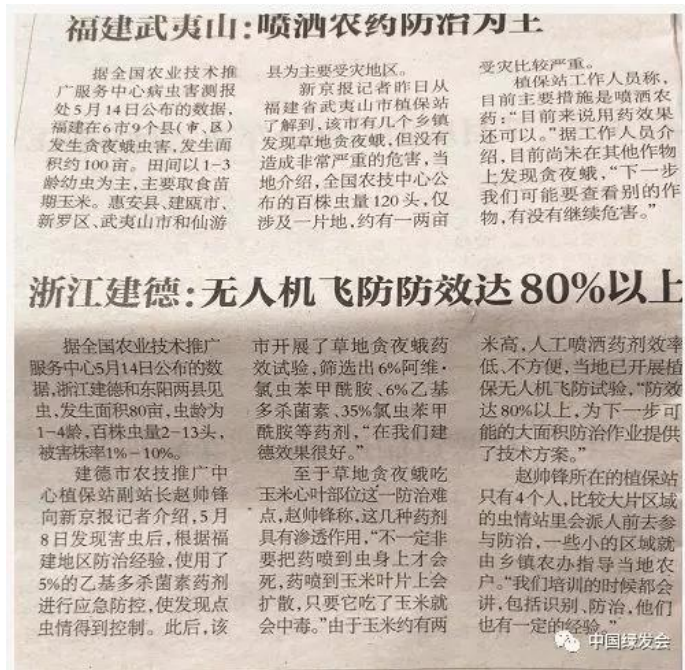 福建武夷山:喷洒农药防治为主
据全国农业技术推
广服务中心病虫害测报
处5月14日公布的数据,
福建在6市9个县(市、区)
发生贪夜蛾虫害,发生面
积约100亩。田间以1-3
龄幼虫为主,主要取食苗
期玉米。惠安县、建瓯市、
新罗区、武夷山市和仙游
县为主要受灾地区。
新京报记者昨日从
福建省武夷山市植保站
了解到,该市有几个乡镇
发现草地贪夜蛾,但没有
造成非常严重的危害,当
地介绍,全国农技中心公
布的百株虫量120头,仅
涉及一片地,约有一两亩
受灾比较严重。
植保站工作人员称,
目前主要措施是喷洒农
药:“目前来说用药效果
还可以。”据工作人员介
绍,目前尚未在其他作物
上发现贪夜蛾,“下一步
我们可能要查看别的作
物,有没有继续危害。”
浙江建德:无人机飞防防效达80%以上
据全国农业技术推广
服务中心5月14日公布的数
据,浙江建德和东阳两县见
虫,发生面积80亩,虫龄为
1-4龄,百株虫量2-13头,
被害株率1%-10%。
建德市农技推广中
心植保站副站长赵帅锋
向新京报记者介绍,5月
8日发现害虫后,根据福
建地区防治经验,使用了
5%的乙基多杀菌素药剂
进行应急防控,使发现点
虫情得到控制。此后,该
市开展了草地贪夜蛾药
效试验,筛选出6%阿维·
氯虫苯甲酰胺、6%乙基
多杀菌素、35%氯虫苯甲
酰胺等药剂,“在我们建
德效果很好。”
至于草地贪夜蛾吃
玉米心叶部位这一防治难
点,赵帅锋称,这几种药剂
具有渗透作用,“不一定非
要把药喷到虫身上才会
死,药喷到玉米叶片上会
扩散,只要它吃了玉米就
会中毒。”由于玉米约有两
米高,人工喷洒药剂效率
低、不方便,当地已开展植
保无人机飞防试验,“防效
达80%以上,为下一步可
能的大面积防治作业提供
了技术方案。”
赵帅锋所在的植保站
只有4个人,比较大片区域
的虫情站里会派人前去参
与防治,一些小的区域就
由乡镇农办指导当地农
户。“我们培训的时候都会
讲,包括识别、防治,他们
也有一定的经验。”
中国绿发会